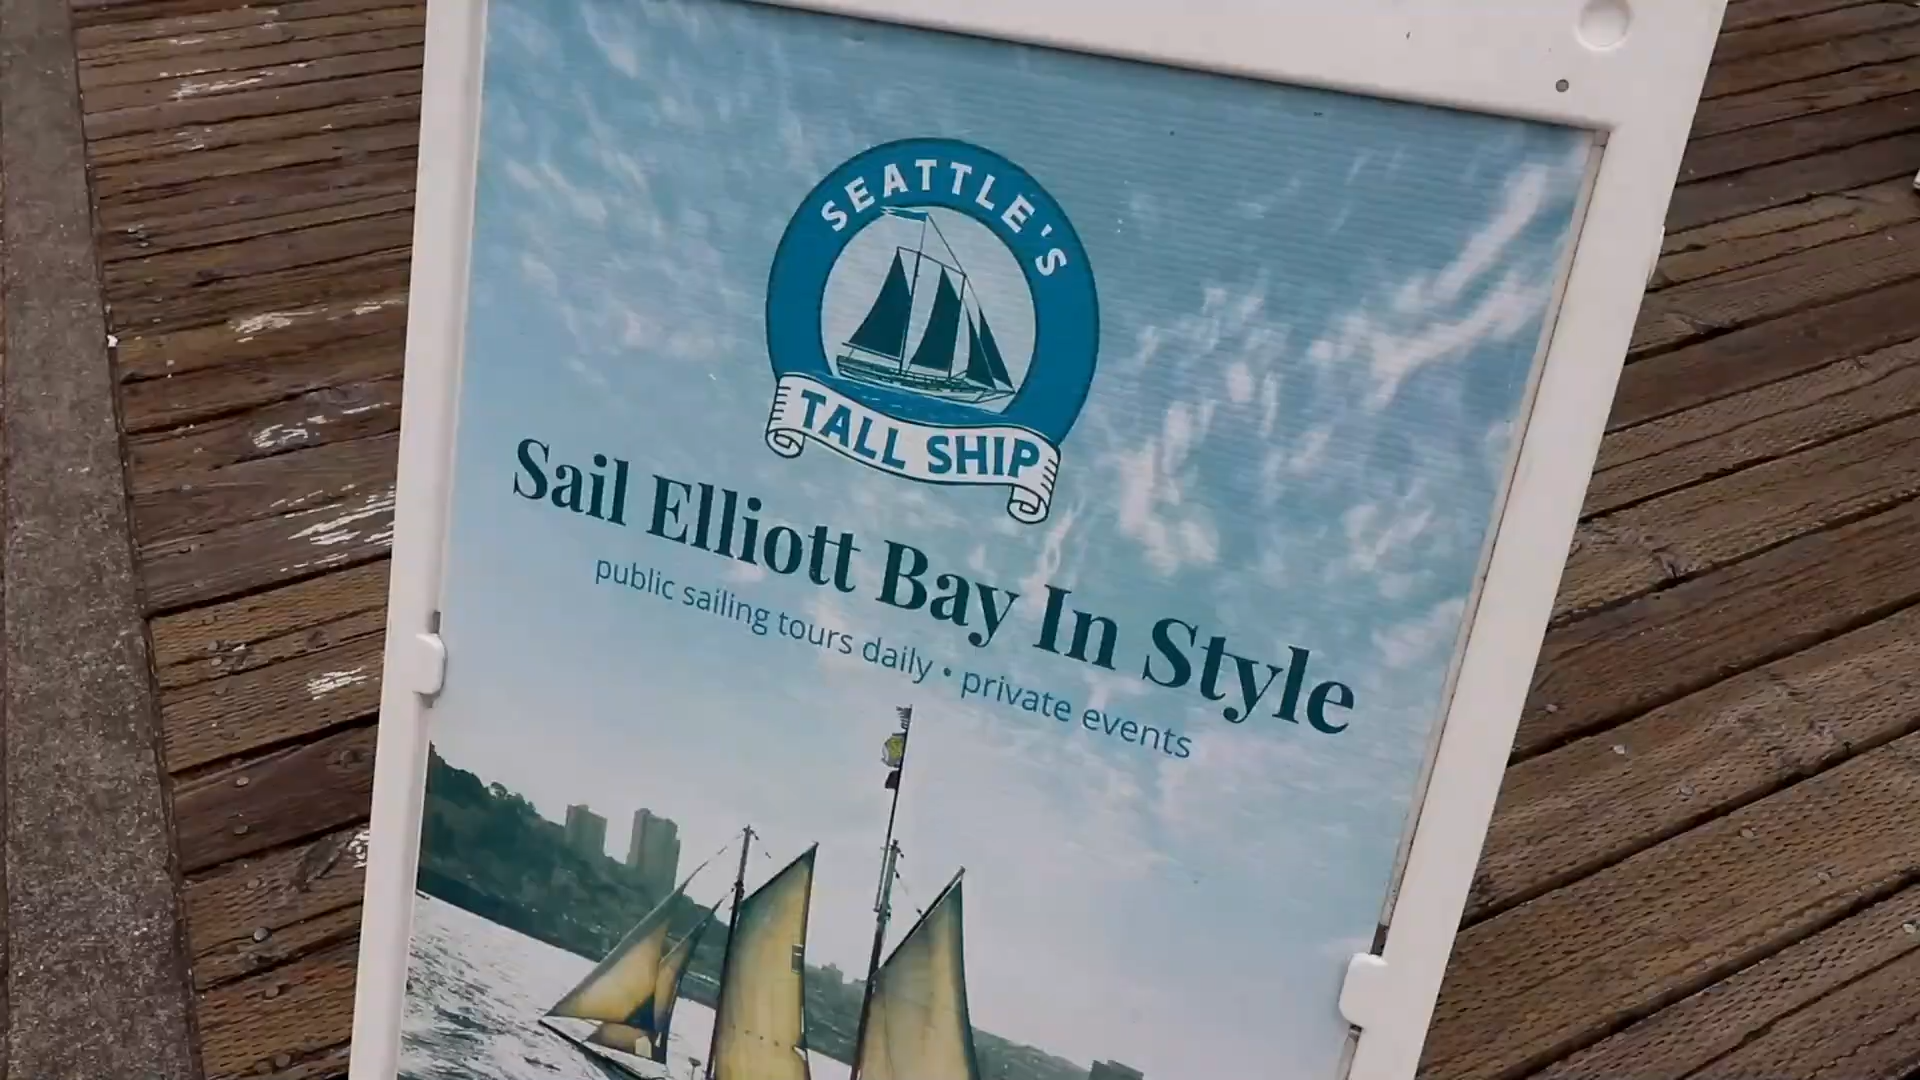 SEATTLE'S
TALL SHIP
Sail Elliott Bay In Style
public sailing tours daily • private events